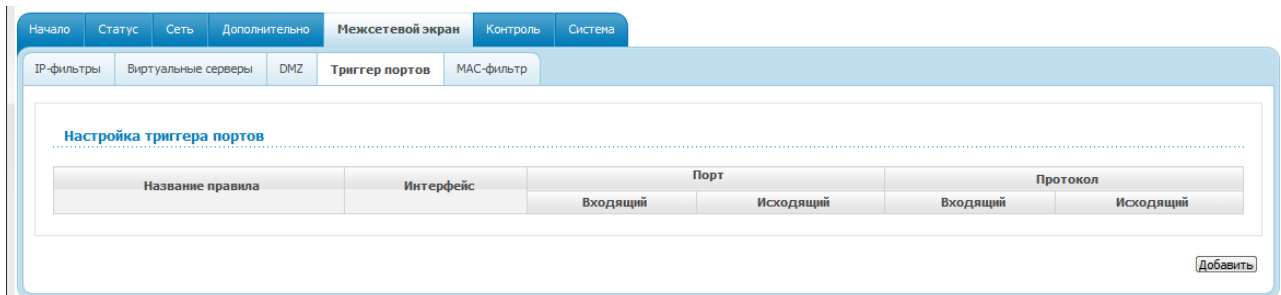 Начало Статус Сеть Дополнительно Межсетевой экран Контроль Система
IP-фильтры Виртуальные серверы DMZ Триггер портов MAC-фильтр
Настройка триггера портов
Название правила Интерфейс Порт Протокол
Входящий Исходящий Входящий Исходящий
Добавить